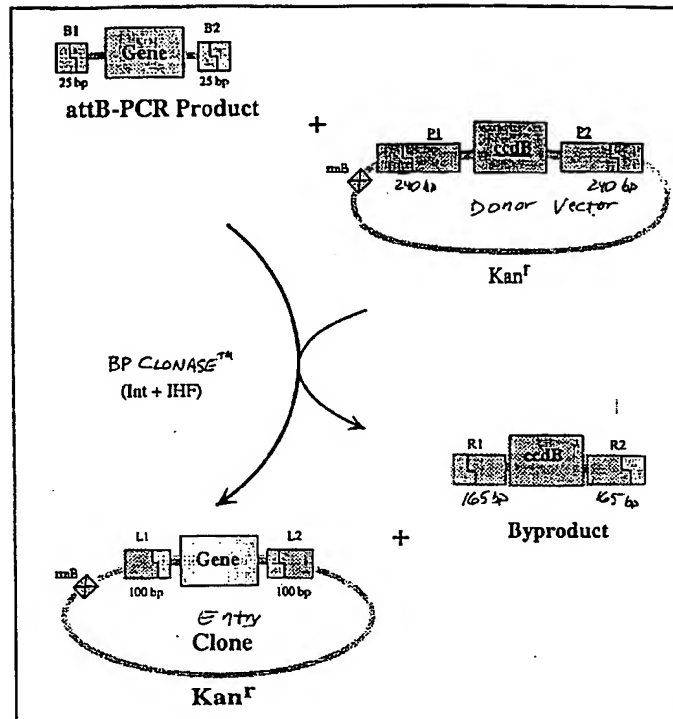 B1 B2
Gene
25 bp 25 bp
attB-PCR Product
+
P1 P2
ccdB
rrnB
240 bp 240 bp
Donor Vector
Kanr
BP CLONASE™
(Int + IHF)
R1 R2
ccdB
165 bp 165 bp
Byproduct
+
L1 L2
Gene
rrnB
100 bp 100 bp
Entry
Clone
Kanr